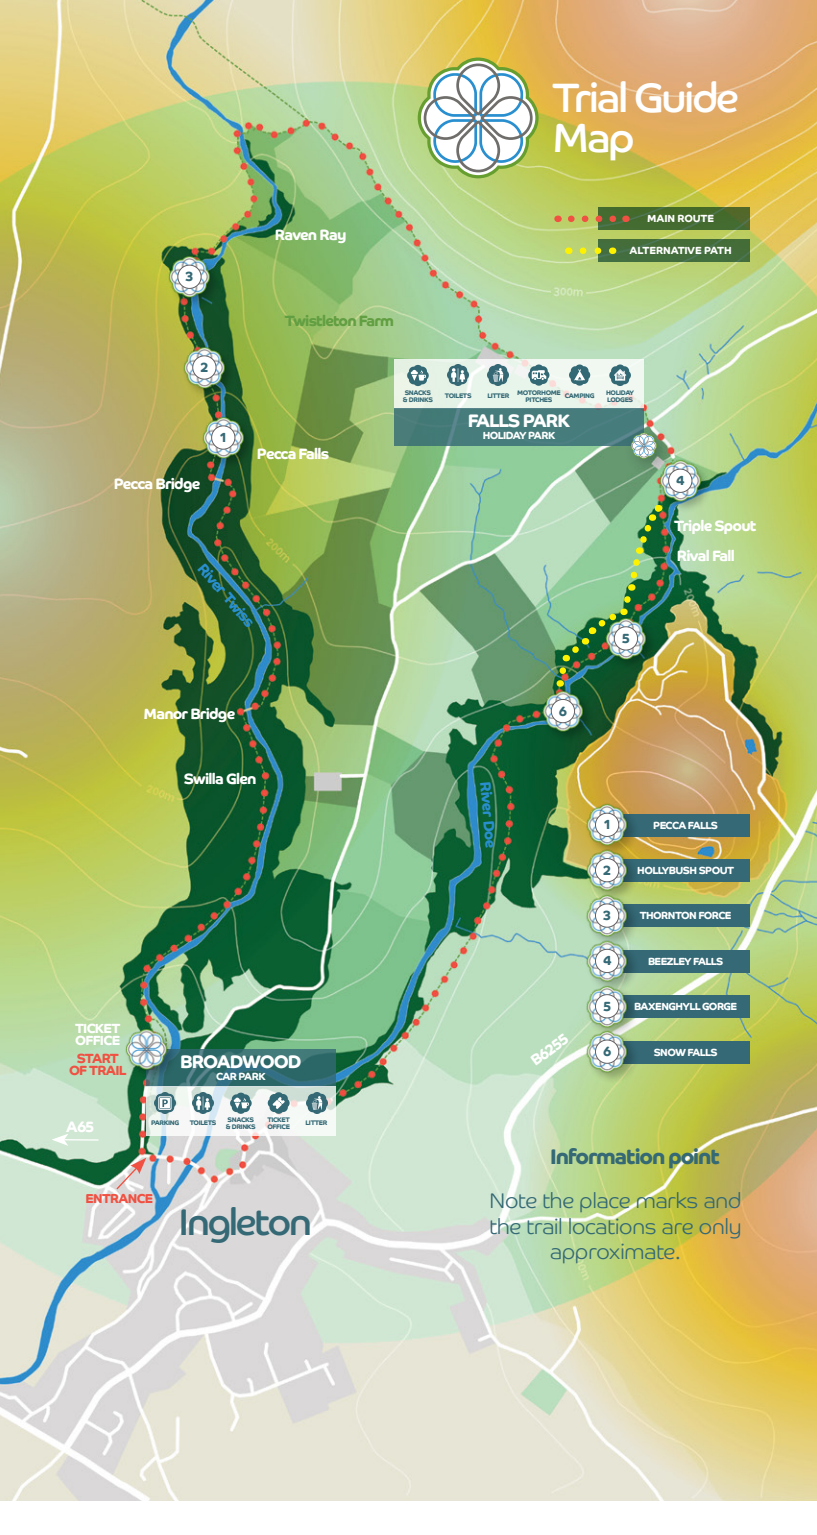 Trial Guide
Map
MAIN ROUTE
ALTERNATIVE PATH
Raven Ray
3
300m
Twistleton Farm
2
SNACKS
& DRINKS
TOILETS
LITTER
MOTORHOME
PITCHES
CAMPING
HOLIDAY
LODGES
FALLS PARK
HOLIDAY PARK
1
Pecca Falls
Pecca Bridge
4
Triple Spout
Rival Fall
200m
River Twiss
200m
5
6
Manor Bridge
Swilla Glen
200m
River Doe
1 PECCA FALLS
2 HOLLYBUSH SPOUT
3 THORNTON FORCE
4 BEEZLEY FALLS
5 BAXENGHYLL GORGE
6 SNOW FALLS
TICKET
OFFICE
START
OF TRAIL
BROADWOOD
CAR PARK
P
PARKING
TOILETS
SNACKS
& DRINKS
TICKET
OFFICE
LITTER
B6255
A65
ENTRANCE
Ingleton
Information point
Note the place marks and
the trail locations are only
approximate.